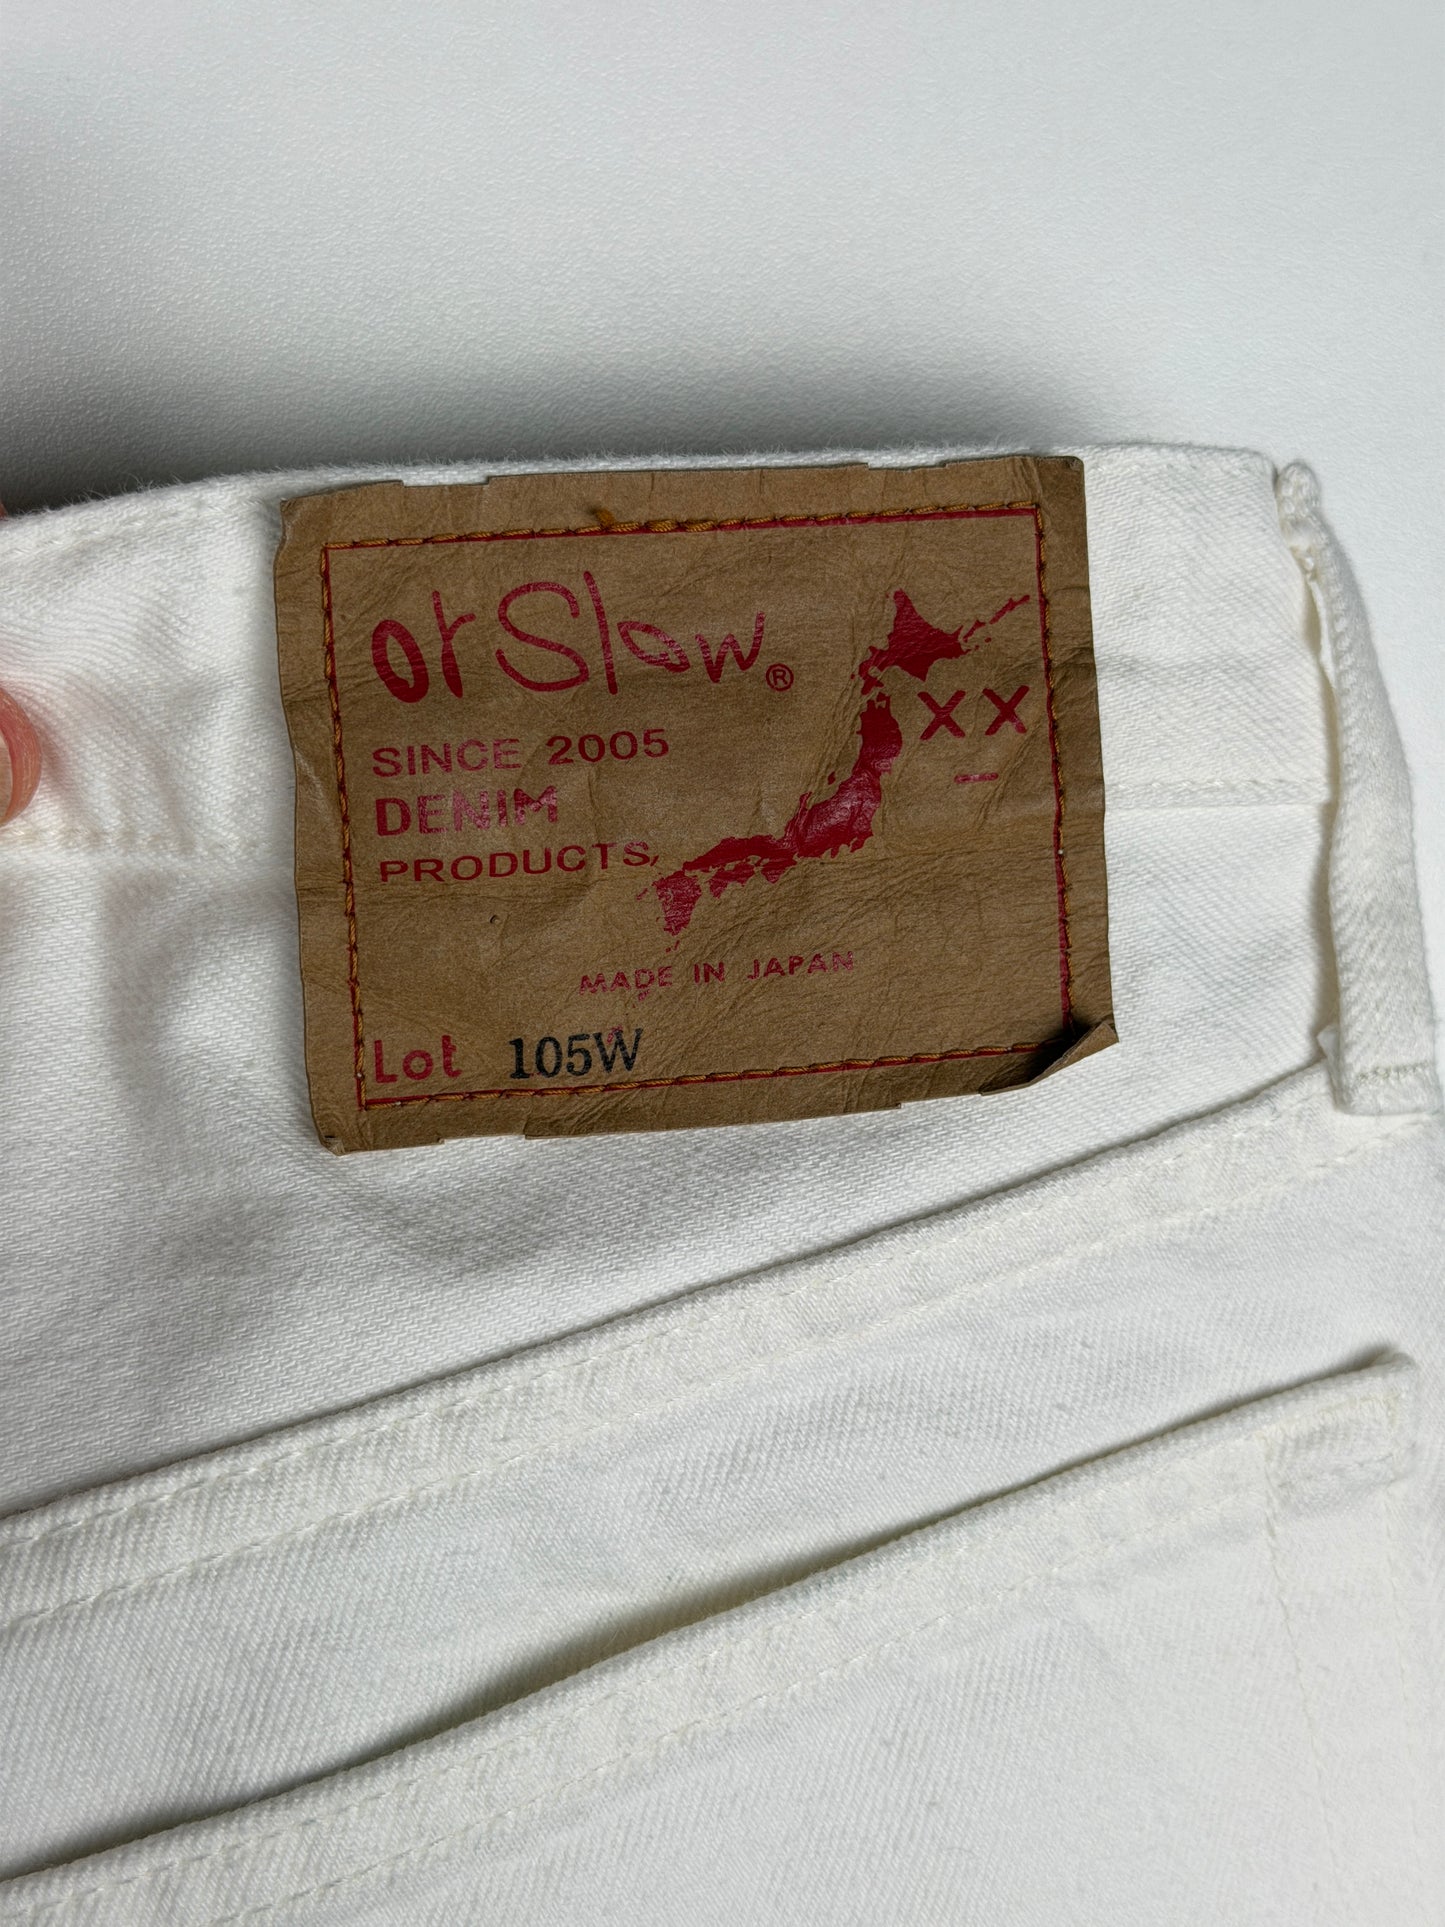 orSlow®
XX
SINCE 2005
DENIM
PRODUCTS,
MADE IN JAPAN
Lot 105W